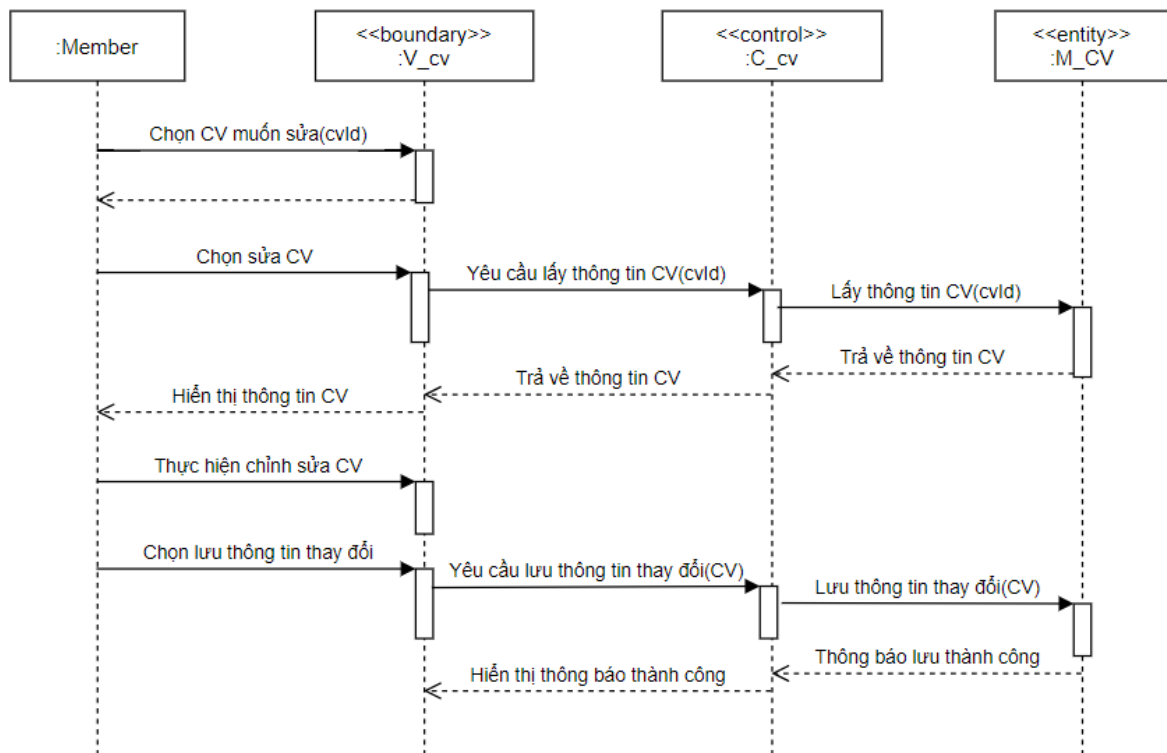 :Member
<<boundary>>
:V_cv
<<control>>
:C_cv
<<entity>>
:M_CV
Chọn CV muốn sửa(cvId)
Chọn sửa CV
Yêu cầu lấy thông tin CV(cvId)
Lấy thông tin CV(cvId)
Trả về thông tin CV
Trả về thông tin CV
Hiển thị thông tin CV
Thực hiện chỉnh sửa CV
Chọn lưu thông tin thay đổi
Yêu cầu lưu thông tin thay đổi(CV)
Lưu thông tin thay đổi(CV)
Thông báo lưu thành công
Hiển thị thông báo thành công